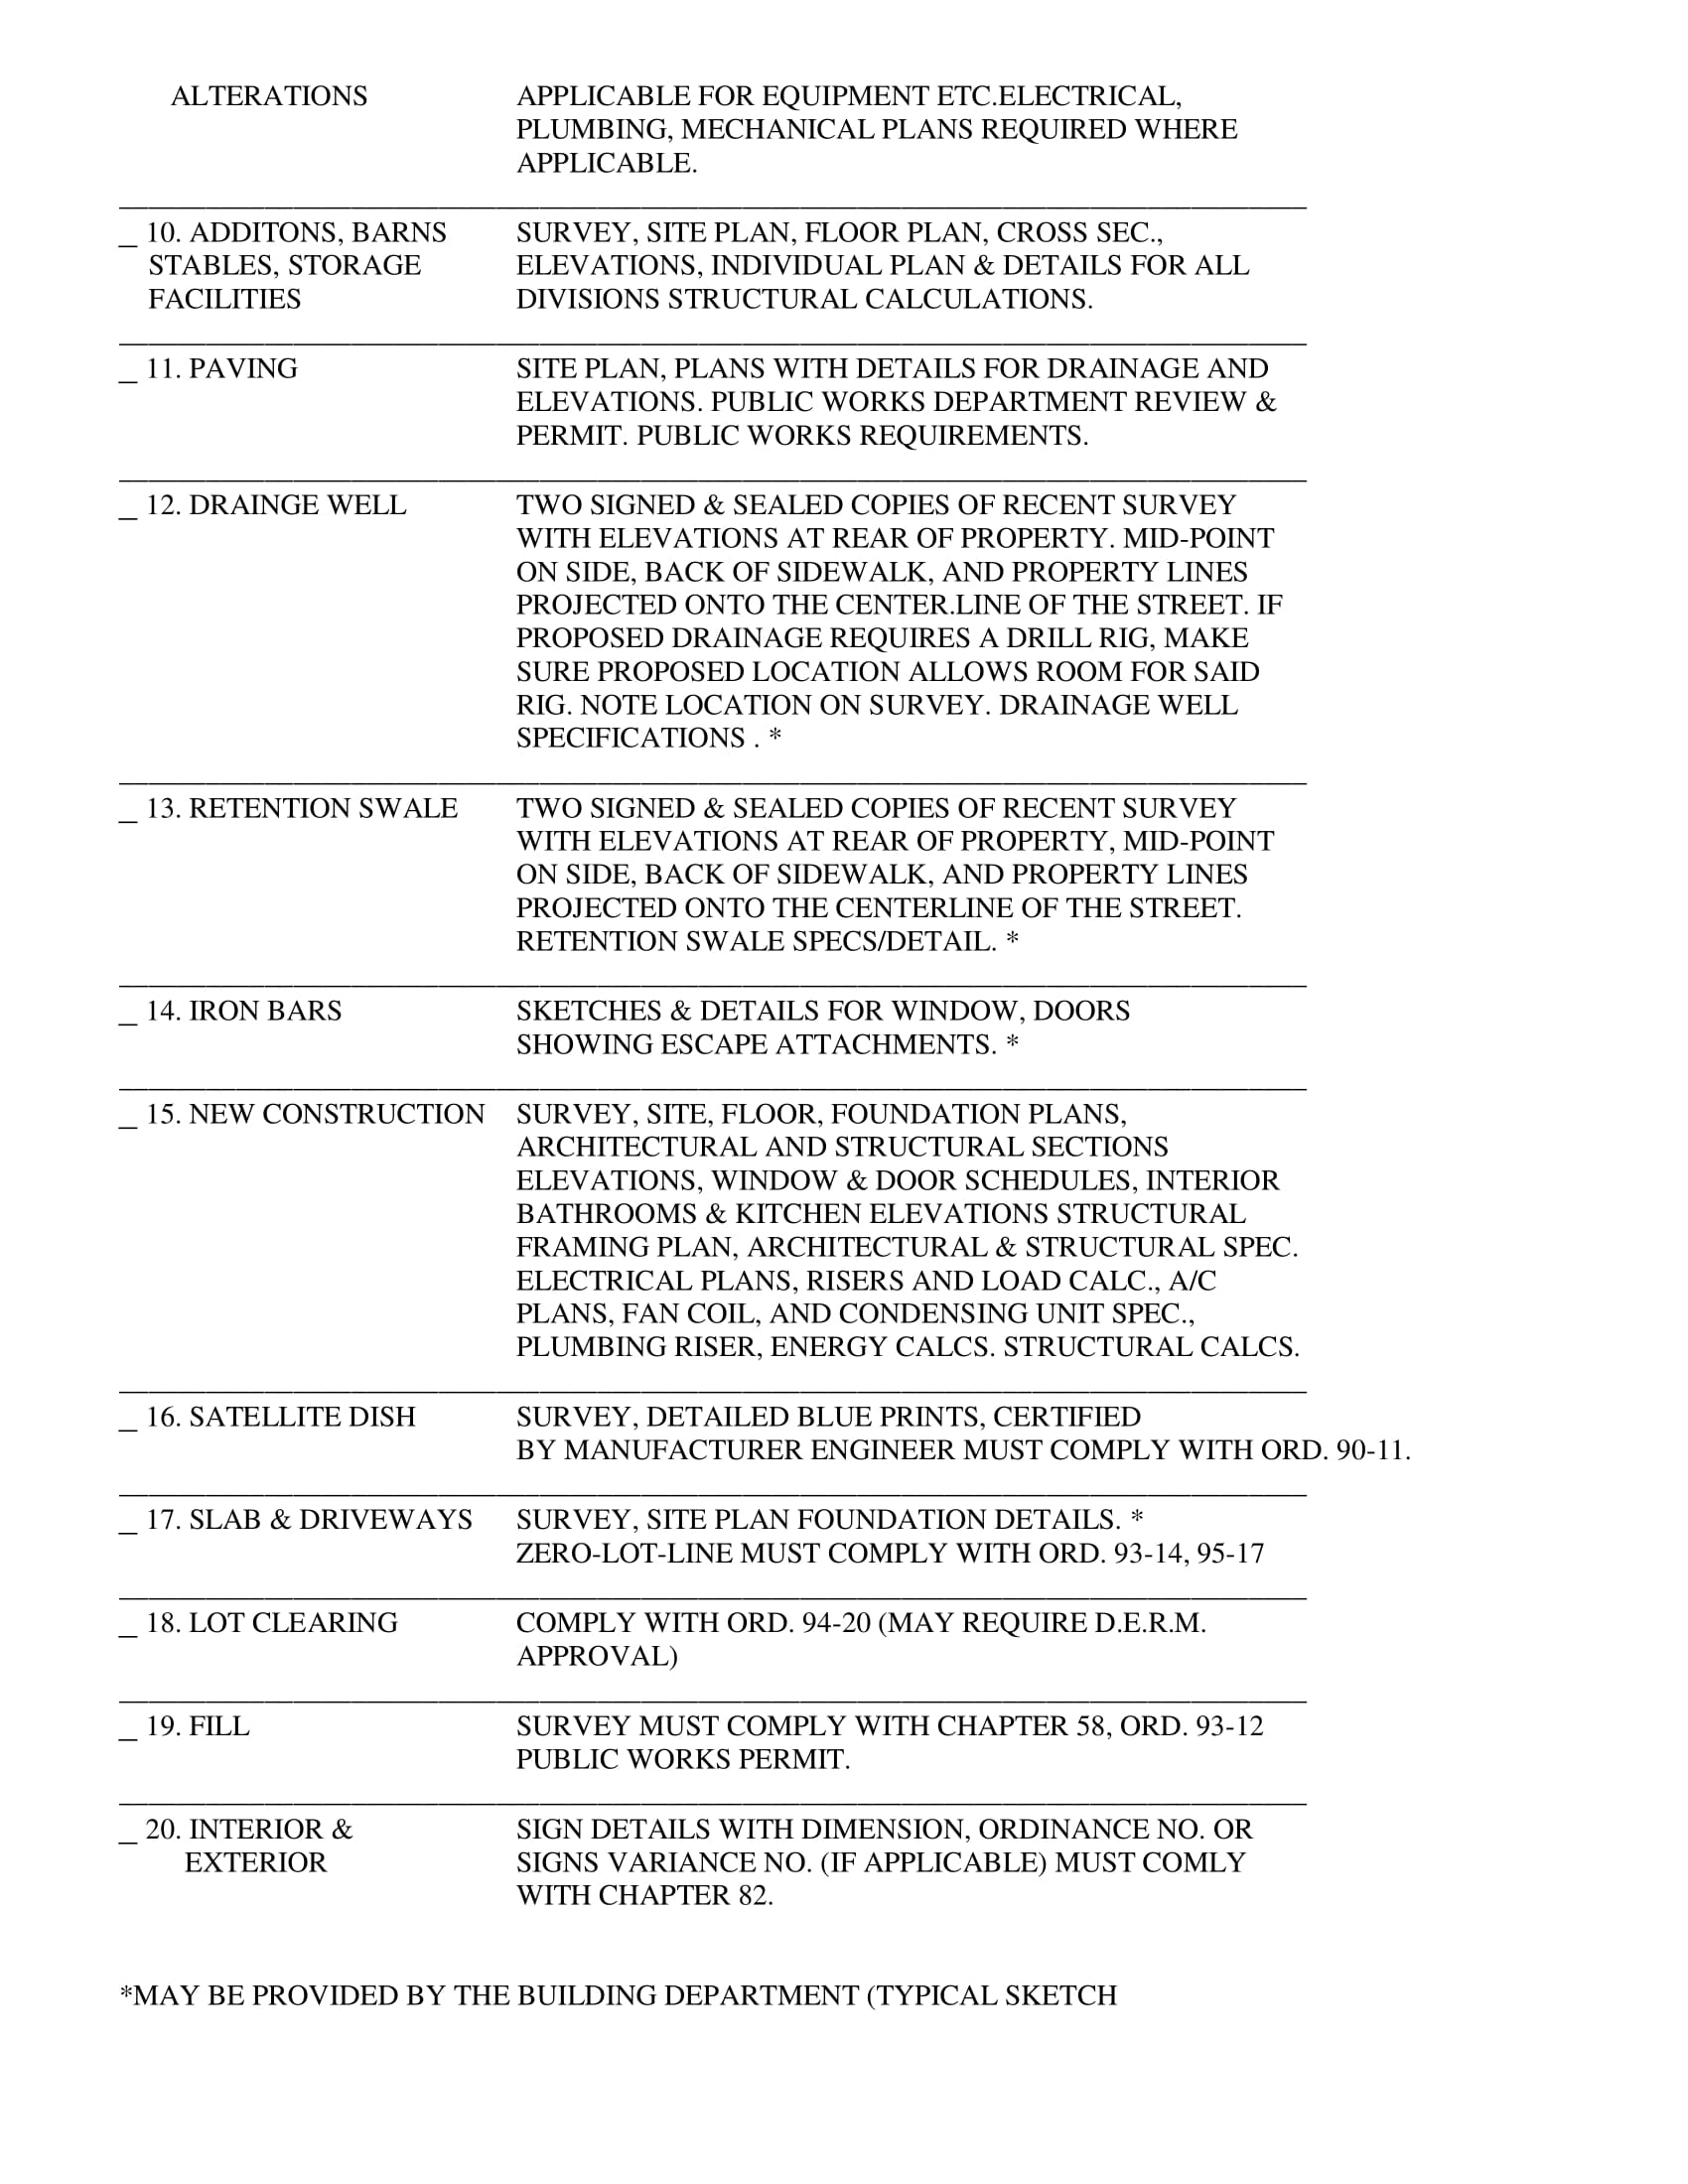 ALTERATIONS APPLICABLE FOR EQUIPMENT ETC.ELECTRICAL,
PLUMBING, MECHANICAL PLANS REQUIRED WHERE
APPLICABLE.
_ 10. ADDITONS, BARNS SURVEY, SITE PLAN, FLOOR PLAN, CROSS SEC.,
STABLES, STORAGE ELEVATIONS, INDIVIDUAL PLAN & DETAILS FOR ALL
FACILITIES DIVISIONS STRUCTURAL CALCULATIONS.
_ 11. PAVING SITE PLAN, PLANS WITH DETAILS FOR DRAINAGE AND
ELEVATIONS. PUBLIC WORKS DEPARTMENT REVIEW &
PERMIT. PUBLIC WORKS REQUIREMENTS.
_ 12. DRAINGE WELL TWO SIGNED & SEALED COPIES OF RECENT SURVEY
WITH ELEVATIONS AT REAR OF PROPERTY. MID-POINT
ON SIDE, BACK OF SIDEWALK, AND PROPERTY LINES
PROJECTED ONTO THE CENTER.LINE OF THE STREET. IF
PROPOSED DRAINAGE REQUIRES A DRILL RIG, MAKE
SURE PROPOSED LOCATION ALLOWS ROOM FOR SAID
RIG. NOTE LOCATION ON SURVEY. DRAINAGE WELL
SPECIFICATIONS . *
_ 13. RETENTION SWALE TWO SIGNED & SEALED COPIES OF RECENT SURVEY
WITH ELEVATIONS AT REAR OF PROPERTY, MID-POINT
ON SIDE, BACK OF SIDEWALK, AND PROPERTY LINES
PROJECTED ONTO THE CENTERLINE OF THE STREET.
RETENTION SWALE SPECS/DETAIL. *
_ 14. IRON BARS SKETCHES & DETAILS FOR WINDOW, DOORS
SHOWING ESCAPE ATTACHMENTS. *
_ 15. NEW CONSTRUCTION SURVEY, SITE, FLOOR, FOUNDATION PLANS,
ARCHITECTURAL AND STRUCTURAL SECTIONS
ELEVATIONS, WINDOW & DOOR SCHEDULES, INTERIOR
BATHROOMS & KITCHEN ELEVATIONS STRUCTURAL
FRAMING PLAN, ARCHITECTURAL & STRUCTURAL SPEC.
ELECTRICAL PLANS, RISERS AND LOAD CALC., A/C
PLANS, FAN COIL, AND CONDENSING UNIT SPEC.,
PLUMBING RISER, ENERGY CALCS. STRUCTURAL CALCS.
_ 16. SATELLITE DISH SURVEY, DETAILED BLUE PRINTS, CERTIFIED
BY MANUFACTURER ENGINEER MUST COMPLY WITH ORD. 90-11.
_ 17. SLAB & DRIVEWAYS SURVEY, SITE PLAN FOUNDATION DETAILS. *
ZERO-LOT-LINE MUST COMPLY WITH ORD. 93-14, 95-17
_ 18. LOT CLEARING COMPLY WITH ORD. 94-20 (MAY REQUIRE D.E.R.M.
APPROVAL)
_ 19. FILL SURVEY MUST COMPLY WITH CHAPTER 58, ORD. 93-12
PUBLIC WORKS PERMIT.
_ 20. INTERIOR & SIGN DETAILS WITH DIMENSION, ORDINANCE NO. OR
EXTERIOR SIGNS VARIANCE NO. (IF APPLICABLE) MUST COMLY
WITH CHAPTER 82.
*MAY BE PROVIDED BY THE BUILDING DEPARTMENT (TYPICAL SKETCH